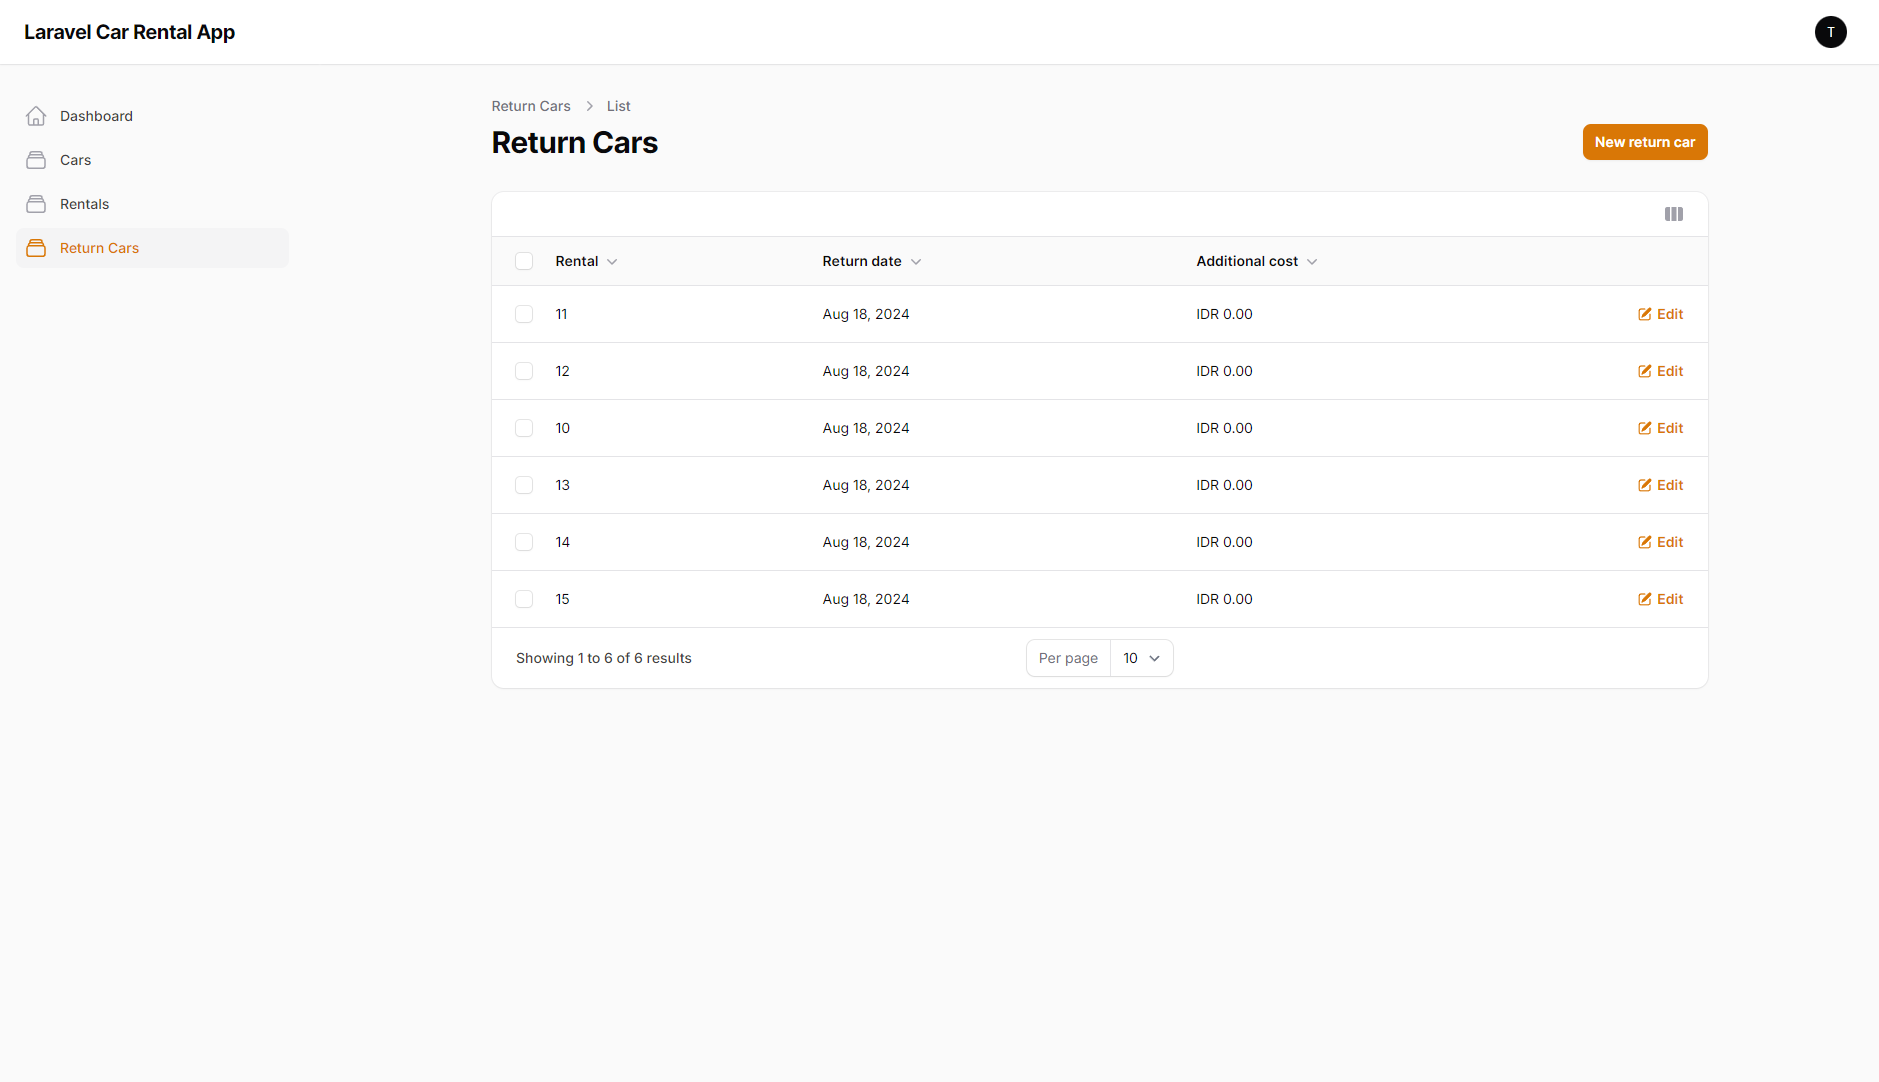 Laravel Car Rental App
T
Dashboard
Cars
Rentals
Return Cars
Return Cars > List
Return Cars
New return car
Rental Return date Additional cost
11 Aug 18, 2024 IDR 0.00 Edit
12 Aug 18, 2024 IDR 0.00 Edit
10 Aug 18, 2024 IDR 0.00 Edit
13 Aug 18, 2024 IDR 0.00 Edit
14 Aug 18, 2024 IDR 0.00 Edit
15 Aug 18, 2024 IDR 0.00 Edit
Showing 1 to 6 of 6 results Per page 10